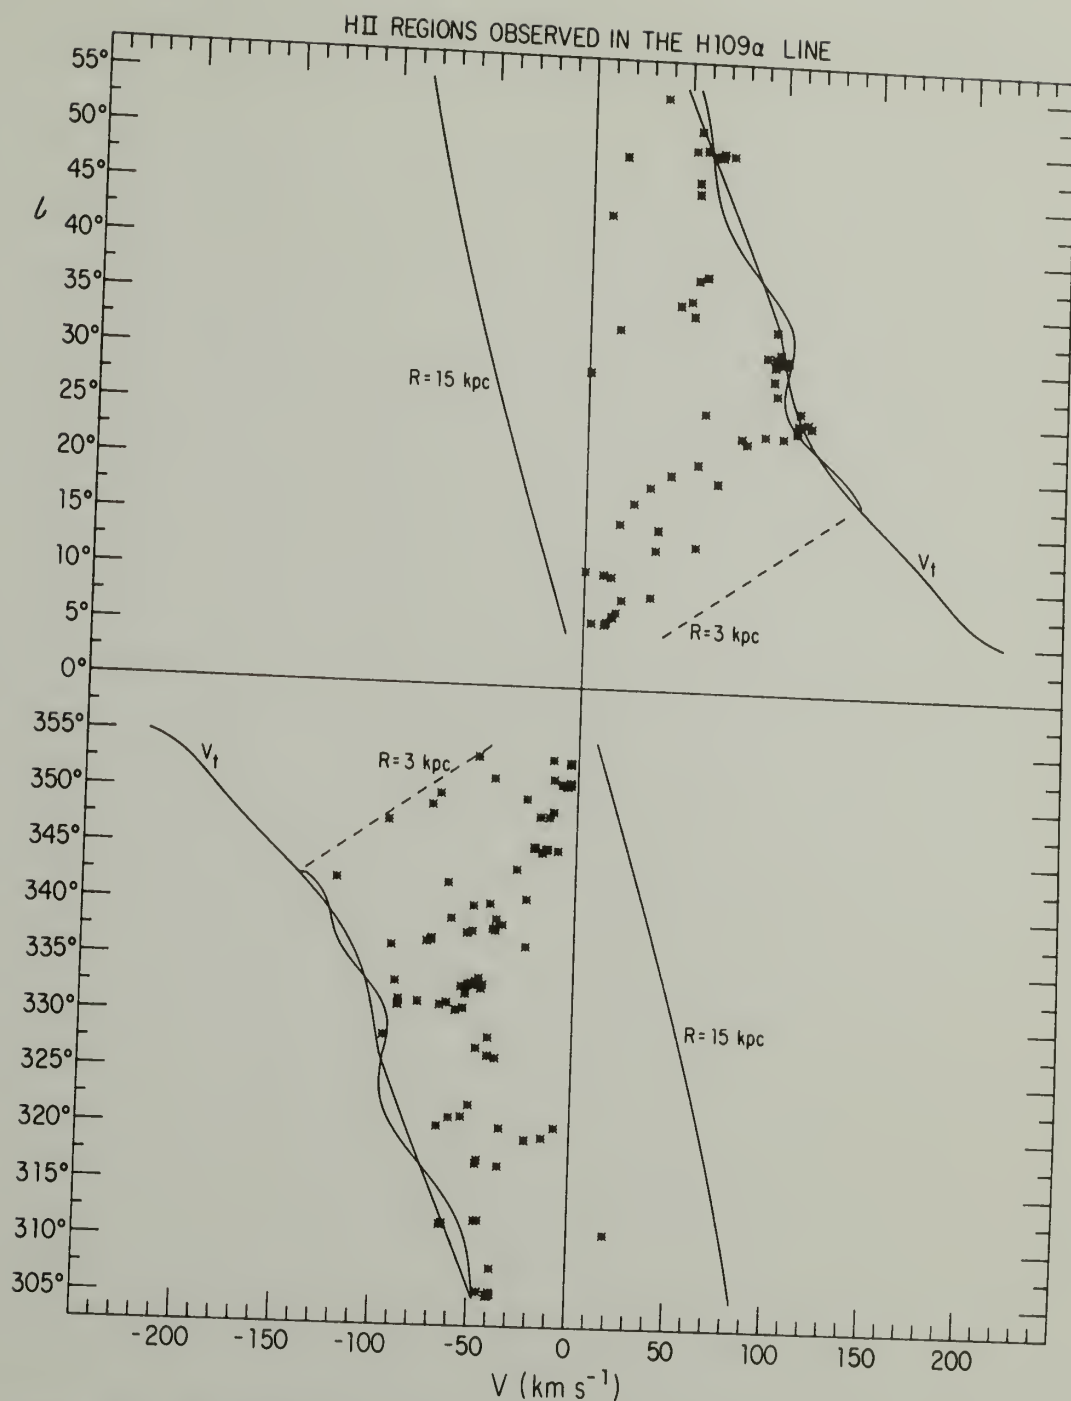 HII REGIONS OBSERVED IN THE H109α LINE
55°
50°
45°
l
40°
35°
30°
25°
20°
15°
10°
5°
0°
R=15 kpc
V_t
R=3 kpc
355°
350°
345°
340°
335°
330°
325°
320°
315°
310°
305°
V_t
R=3 kpc
R=15 kpc
-200 -150 -100 -50 0 50 100 150 200
V (km s⁻¹)